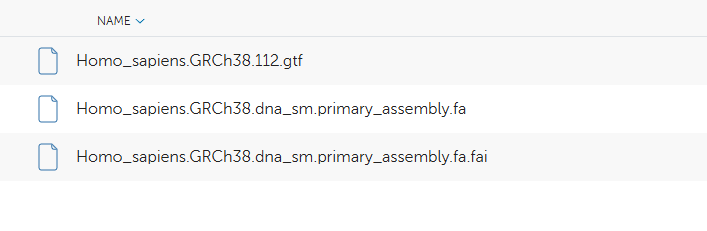 NAME
Homo_sapiens.GRCh38.112.gtf
Homo_sapiens.GRCh38.dna_sm.primary_assembly.fa
Homo_sapiens.GRCh38.dna_sm.primary_assembly.fa.fai